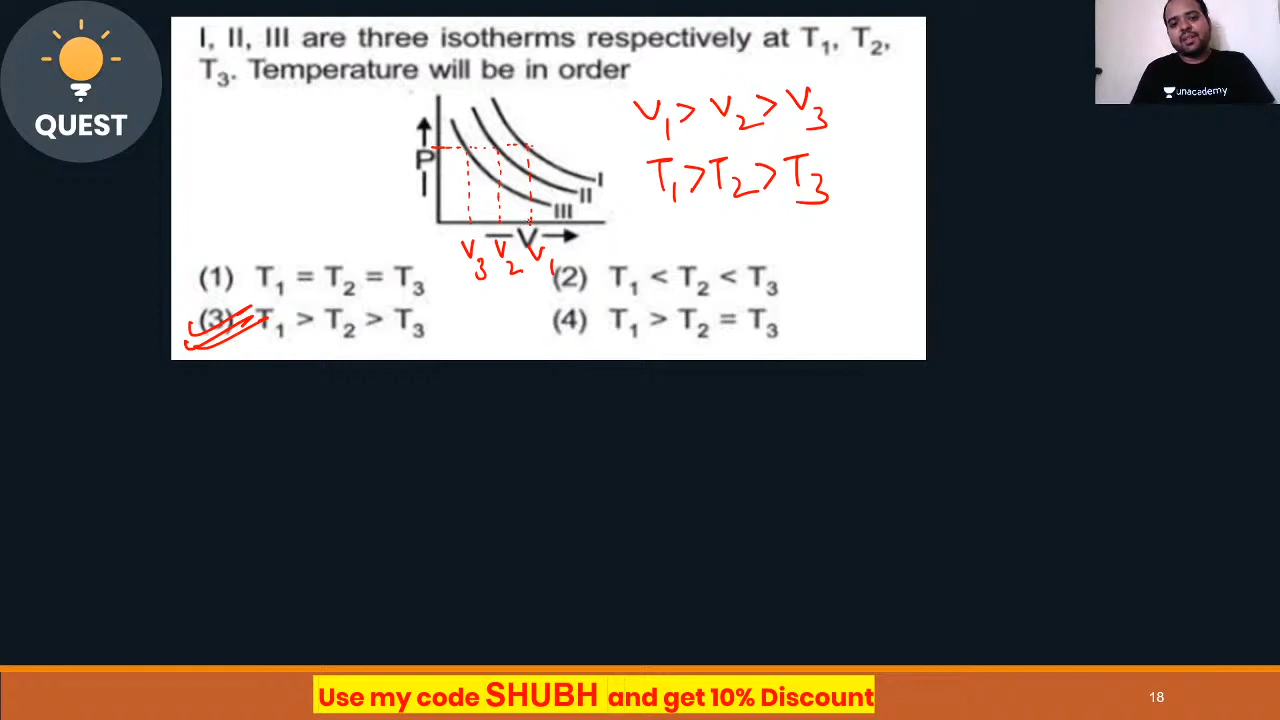 QUEST
I, II, III are three isotherms respectively at T₁, T₂,
T₃. Temperature will be in order
P
I
II
III
V
V₁ > V₂ > V₃
T₁ > T₂ > T₃
V₃ V₂ V₁
(1) T₁ = T₂ = T₃ (2) T₁ < T₂ < T₃
(3) T₁ > T₂ > T₃ (4) T₁ > T₂ = T₃
unacademy
Use my code SHUBH and get 10% Discount
18